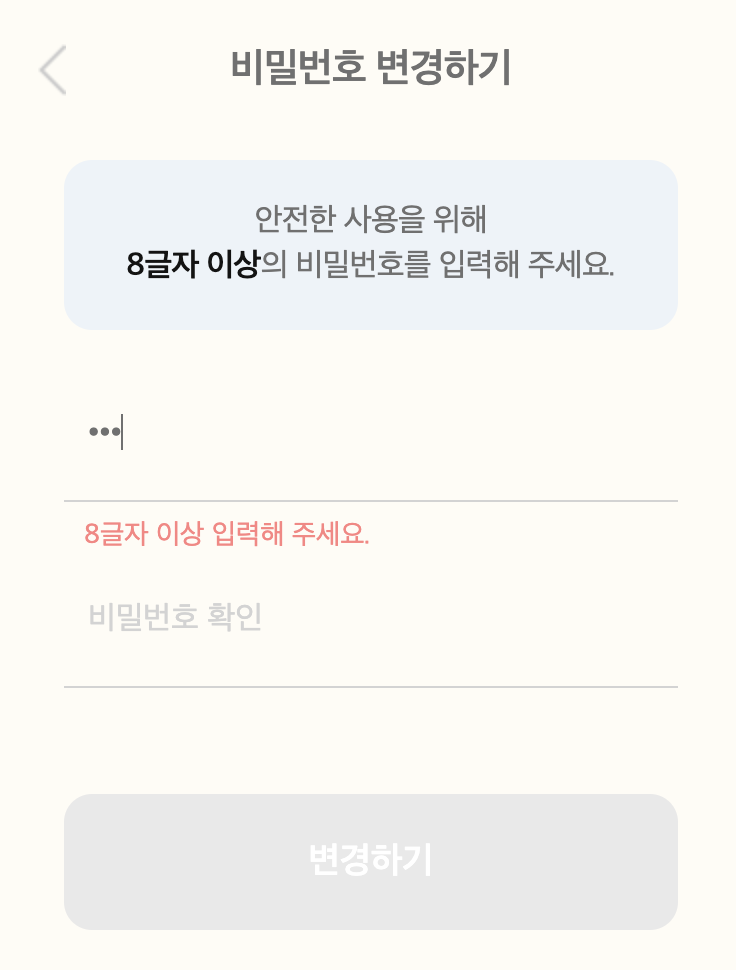 비밀번호 변경하기
안전한 사용을 위해
8글자 이상의 비밀번호를 입력해 주세요.
•••
8글자 이상 입력해 주세요.
비밀번호 확인
변경하기